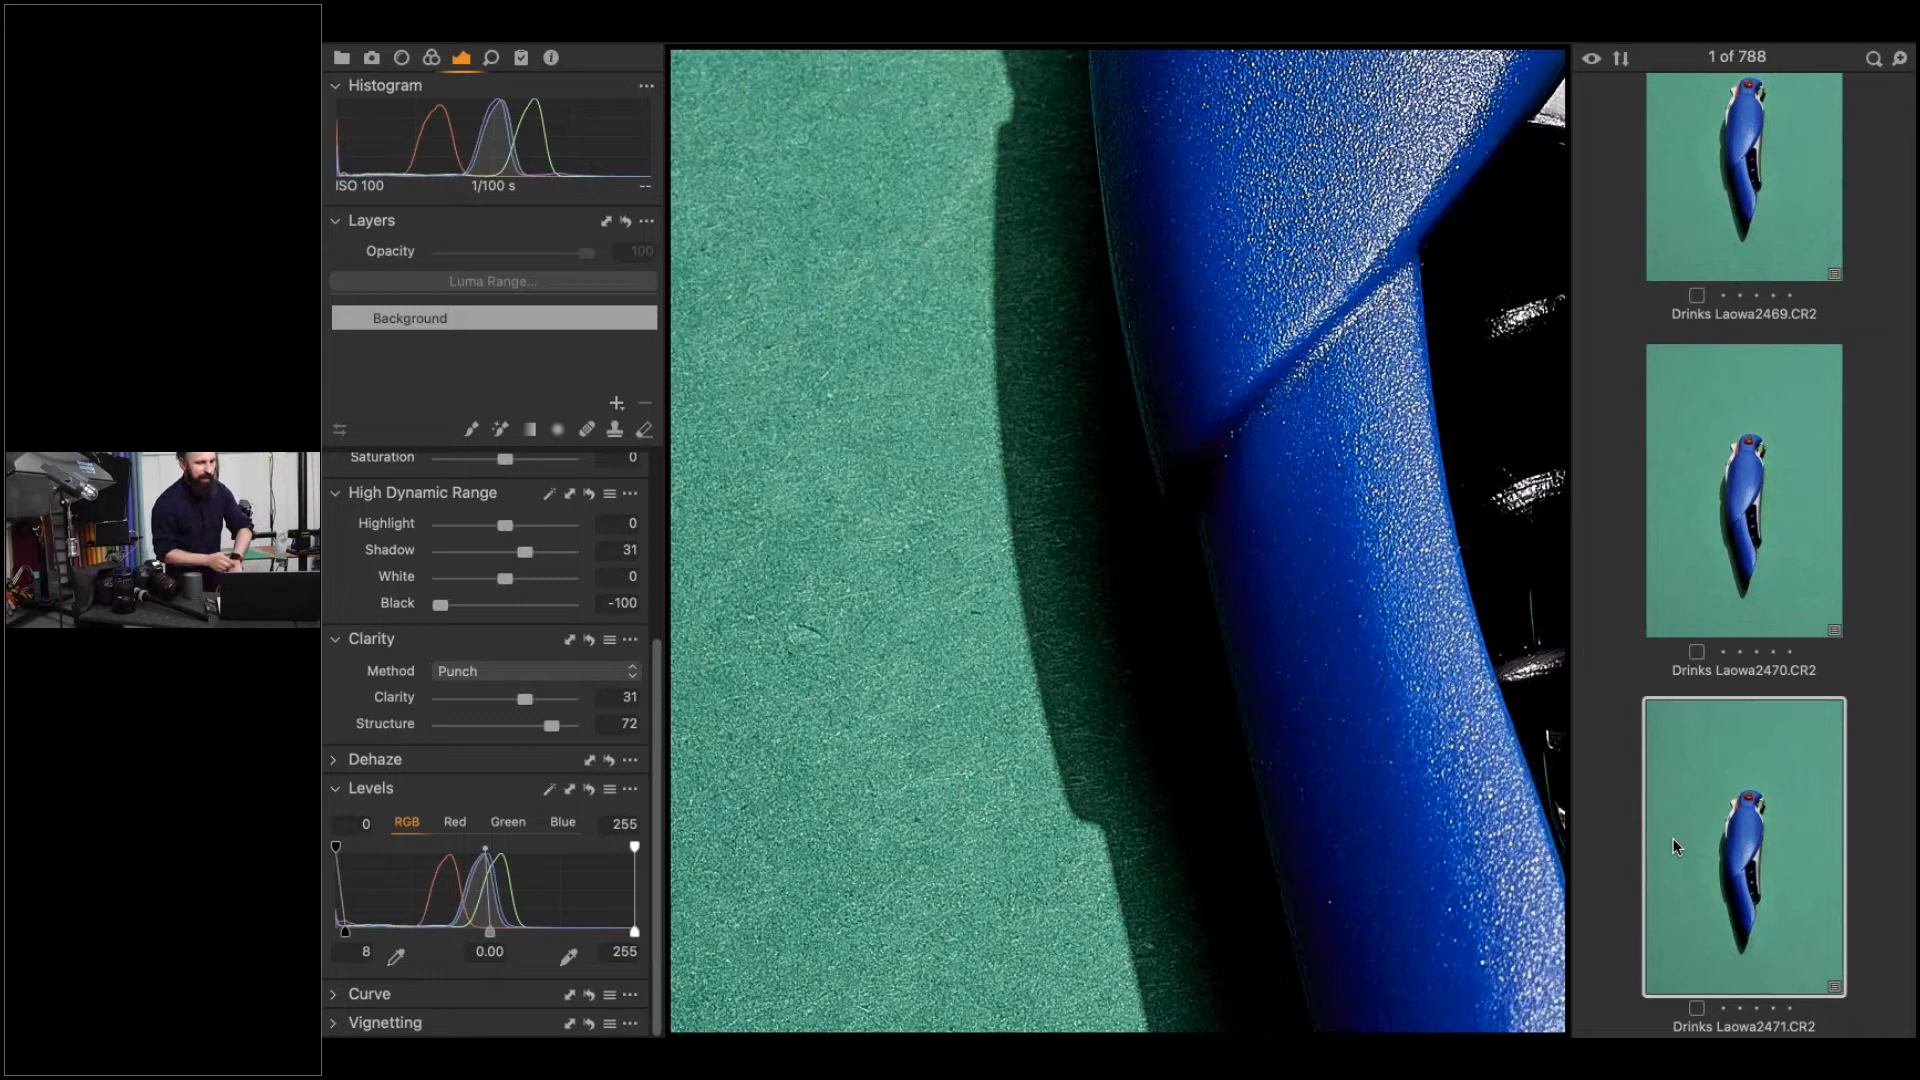 Histogram
ISO 100 1/100 s --
Layers
Opacity 100
Luma Range...
Background
Saturation 0
High Dynamic Range
Highlight 0
Shadow 31
White 0
Black -100
Clarity
Method Punch
Clarity 31
Structure 72
Dehaze
Levels
0 RGB Red Green Blue 255
8 0.00 255
Curve
Vignetting
1 of 788
Drinks Laowa2469.CR2
Drinks Laowa2470.CR2
Drinks Laowa2471.CR2